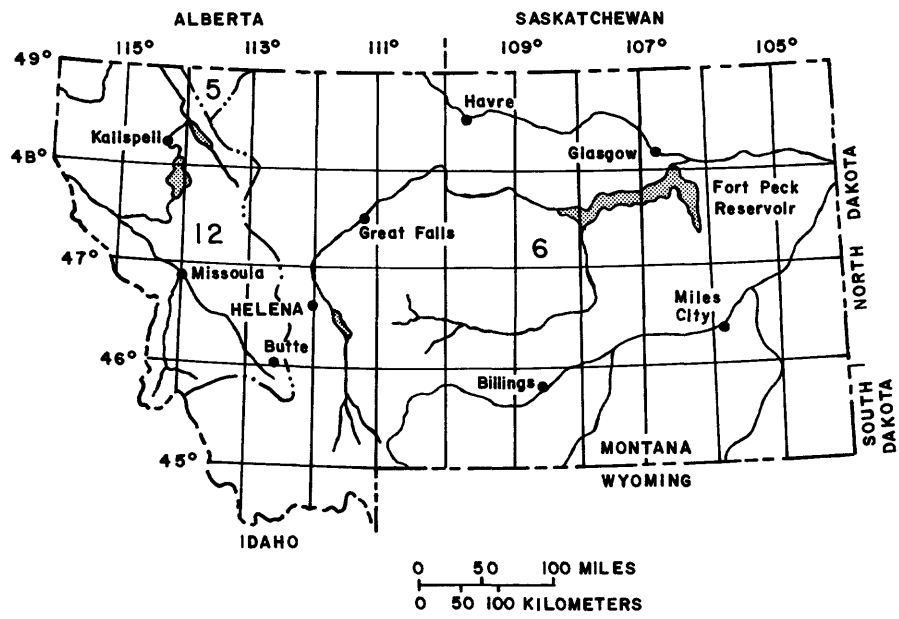 ALBERTA
SASKATCHEWAN
115° 113° 111° 109° 107° 105°
49°
5
Havre
Kalispell
Glasgow
48°
Fort Peck
Reservoir
NORTH DAKOTA
Great Falls
12
6
47°
Missoula
HELENA
Miles
City
Butte
46°
Billings
SOUTH
DAKOTA
45°
MONTANA
WYOMING
IDAHO
0 50 100 MILES
0 50 100 KILOMETERS